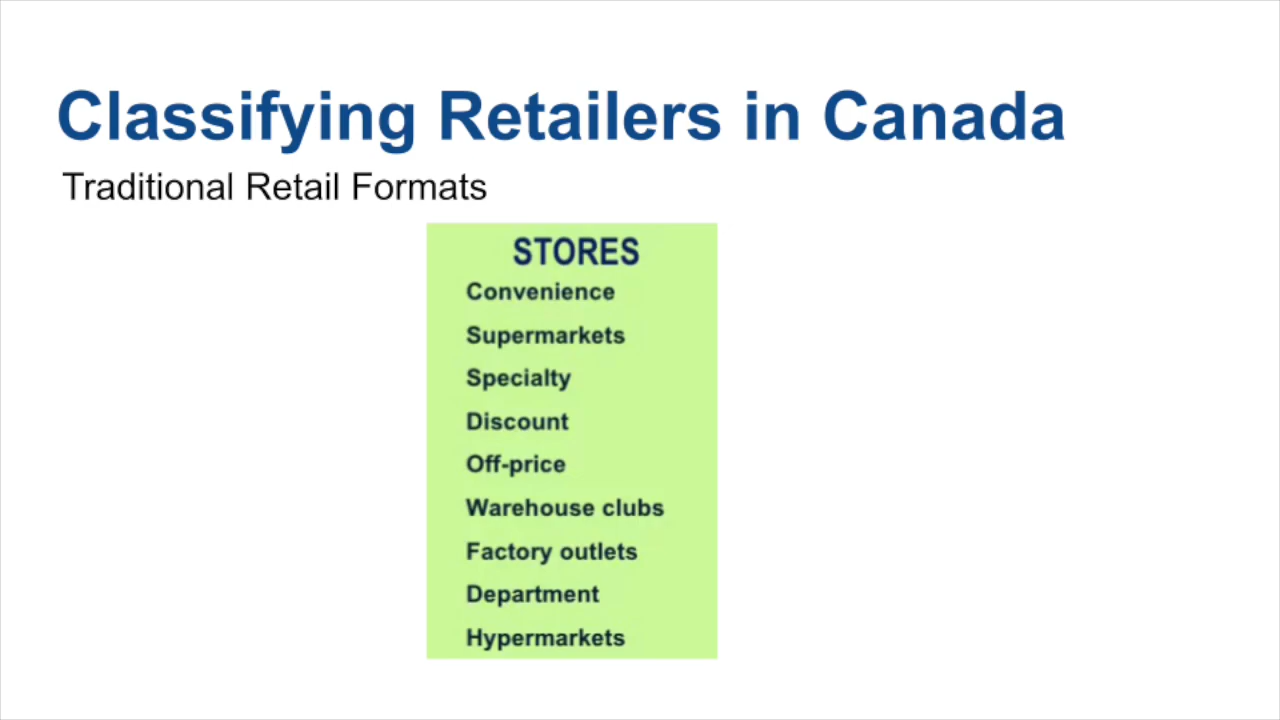 Classifying Retailers in Canada
Traditional Retail Formats
STORES
Convenience
Supermarkets
Specialty
Discount
Off-price
Warehouse clubs
Factory outlets
Department
Hypermarkets